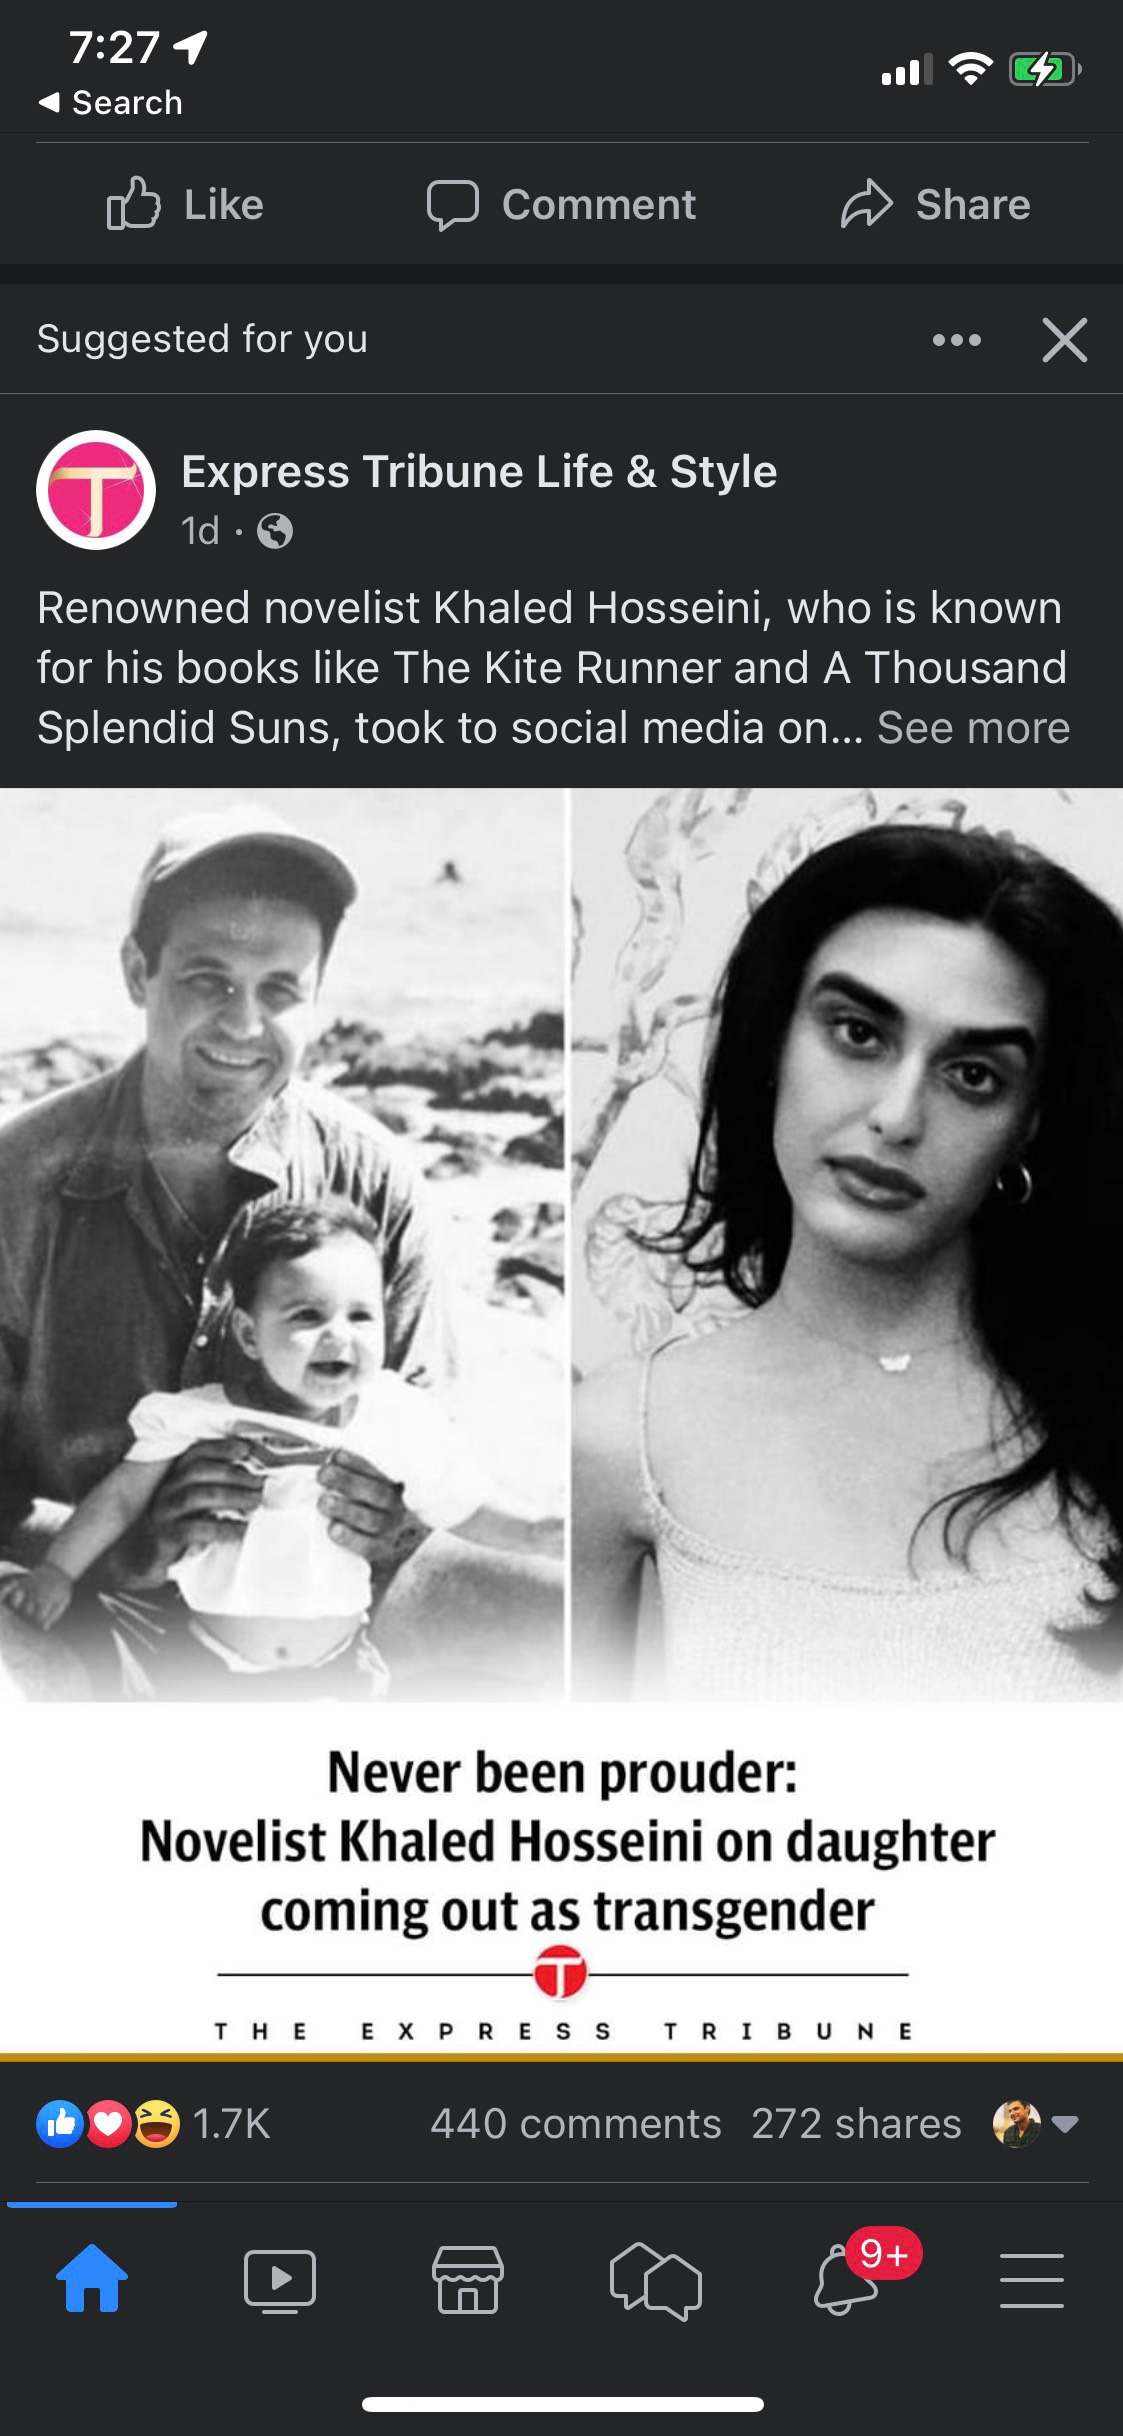 7:27
◀ Search
Like
Comment
Share
Suggested for you
Express Tribune Life & Style
1d ·
Renowned novelist Khaled Hosseini, who is known
for his books like The Kite Runner and A Thousand
Splendid Suns, took to social media on... See more
Never been prouder:
Novelist Khaled Hosseini on daughter
coming out as transgender
T
THE EXPRESS TRIBUNE
1.7K
440 comments
272 shares
9+